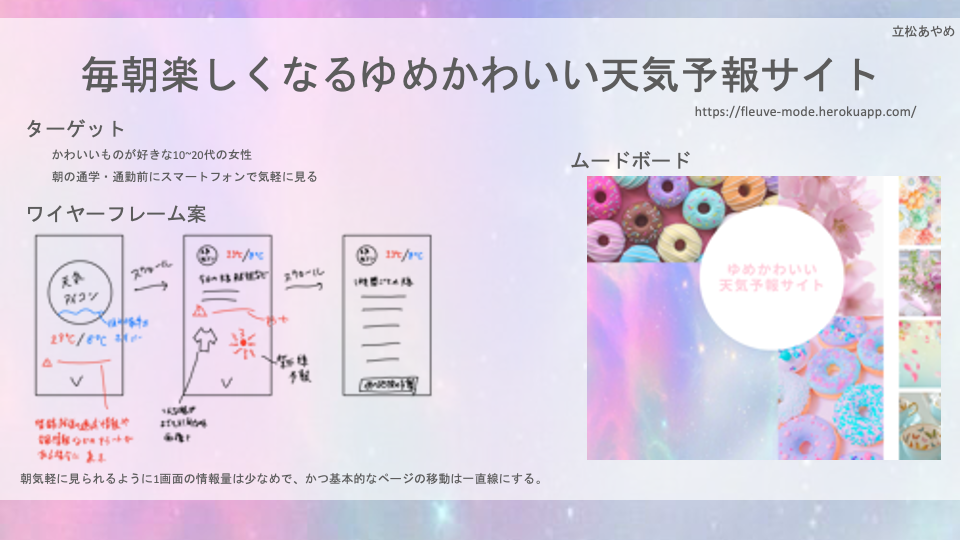 立松あやめ
毎朝楽しくなるゆめかわいい天気予報サイト
https://fleuve-mode.herokuapp.com/
ターゲット
かわいいものが好きな10~20代の女性
朝の通学・通勤前にスマートフォンで気軽に見る
ワイヤーフレーム案
天気
アイコン
スクロール
スクロール
ムードボード
ゆめかわいい
天気予報サイト
朝気軽に見られるように1画面の情報量は少なめで、かつ基本的なページの移動は一直線にする。